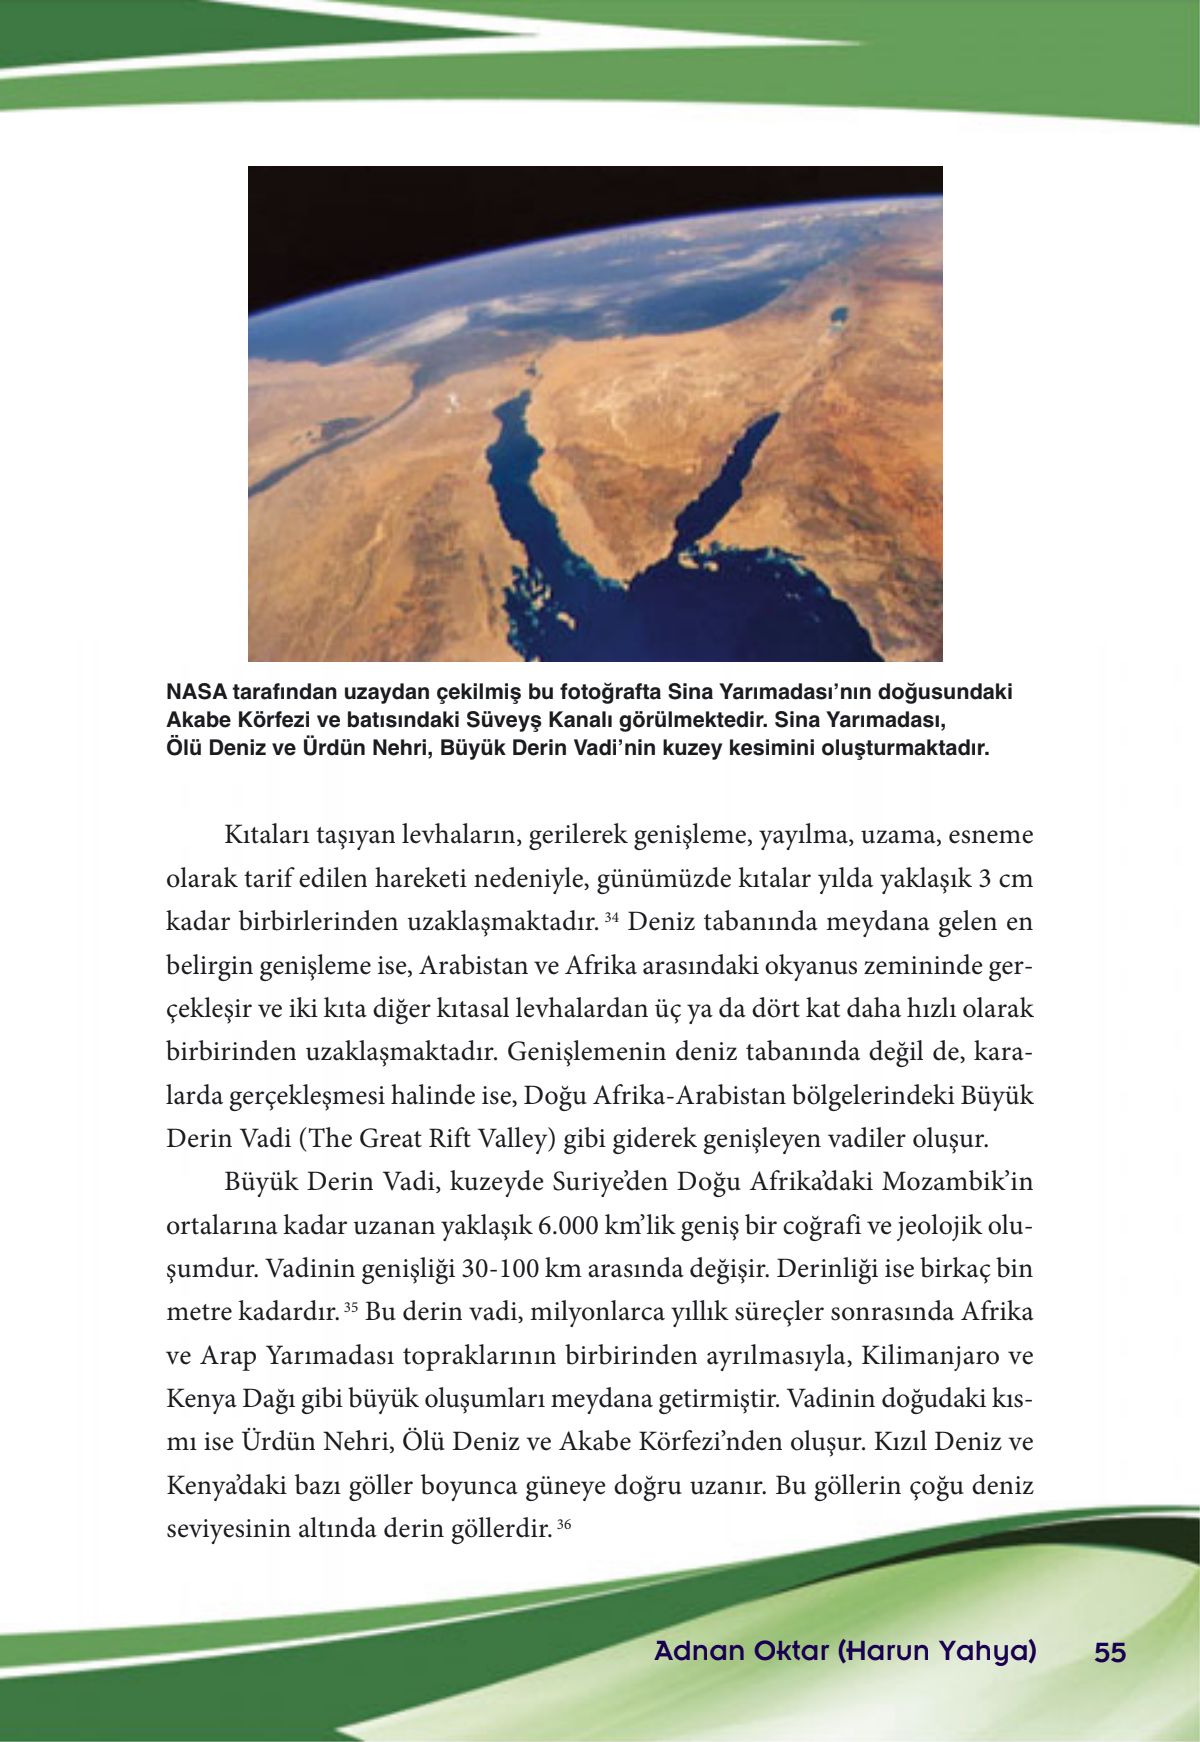 NASA tarafından uzaydan çekilmiş bu fotoğrafta Sina Yarımadası’nın doğusundaki
Akabe Körfezi ve batısındaki Süveyş Kanalı görülmektedir. Sina Yarımadası,
Ölü Deniz ve Ürdün Nehri, Büyük Derin Vadi’nin kuzey kesimini oluşturmaktadır.
Kıtaları taşıyan levhaların, gerilerek genişleme, yayılma, uzama, esneme
olarak tarif edilen hareketi nedeniyle, günümüzde kıtalar yılda yaklaşık 3 cm
kadar birbirlerinden uzaklaşmaktadır. 34 Deniz tabanında meydana gelen en
belirgin genişleme ise, Arabistan ve Afrika arasındaki okyanus zemininde ger-
çekleşir ve iki kıta diğer kıtasal levhalardan üç ya da dört kat daha hızlı olarak
birbirinden uzaklaşmaktadır. Genişlemenin deniz tabanında değil de, kara-
larda gerçekleşmesi halinde ise, Doğu Afrika-Arabistan bölgelerindeki Büyük
Derin Vadi (The Great Rift Valley) gibi giderek genişleyen vadiler oluşur.
Büyük Derin Vadi, kuzeyde Suriye’den Doğu Afrika’daki Mozambik’in
ortalarına kadar uzanan yaklaşık 6.000 km’lik geniş bir coğrafi ve jeolojik olu-
şumdur. Vadinin genişliği 30-100 km arasında değişir. Derinliği ise birkaç bin
metre kadardır. 35 Bu derin vadi, milyonlarca yıllık süreçler sonrasında Afrika
ve Arap Yarımadası topraklarının birbirinden ayrılmasıyla, Kilimanjaro ve
Kenya Dağı gibi büyük oluşumları meydana getirmiştir. Vadinin doğudaki kıs-
mı ise Ürdün Nehri, Ölü Deniz ve Akabe Körfezi’nden oluşur. Kızıl Deniz ve
Kenya’daki bazı göller boyunca güneye doğru uzanır. Bu göllerin çoğu deniz
seviyesinin altında derin göllerdir. 36
Adnan Oktar (Harun Yahya) 55